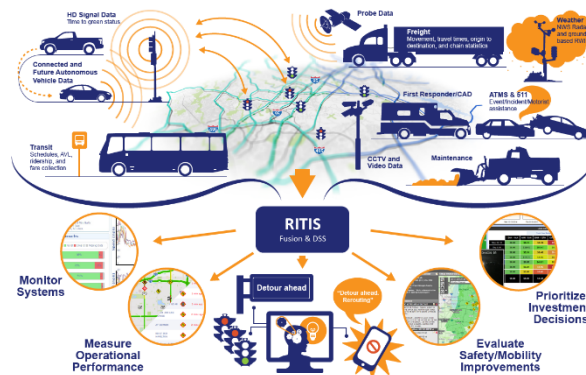 HD Signal Data
Time to green status
Probe Data
Freight
Movement, travel times, origin to
destination, and chain statistics
Weather
NWS Radar
and ground
based RWIS
Connected and
Future Autonomous
Vehicle Data
First Responder/CAD
ATMS & 511
Event/Incident/Motorist
assistance
Transit
Schedules, AVL,
ridership, and
fare collection
CCTV and
Video Data
Maintenance
RITIS
Fusion & DSS
Monitor
Systems
Detour ahead
"Detour ahead.
Rerouting"
Prioritize
Investment
Decisions
Measure
Operational
Performance
Evaluate
Safety/Mobility
Improvements